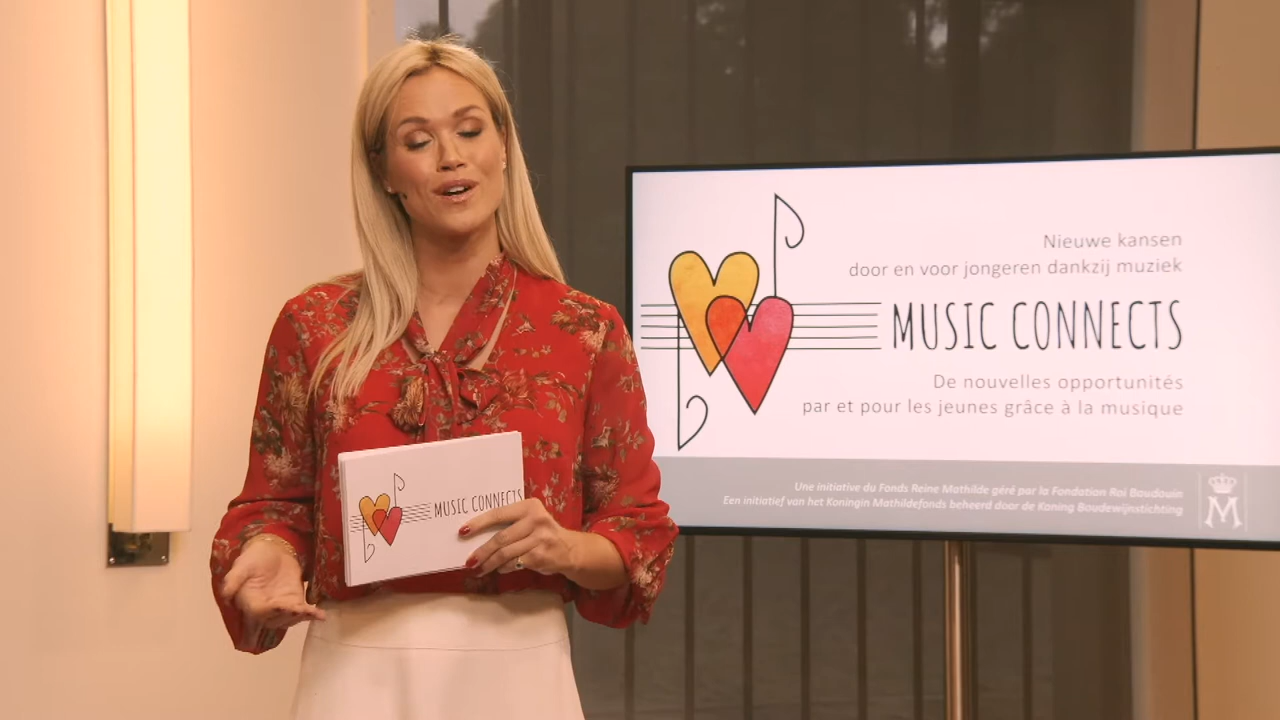 Nieuwe kansen
door en voor jongeren dankzij muziek
MUSIC CONNECTS
De nouvelles opportunités
par et pour les jeunes grâce à la musique
Une initiative du Fonds Reine Mathilde géré par la Fondation Roi Baudouin
Een initiatief van het Koningin Mathildefonds beheerd door de Koning Boudewijnstichting
M
MUSIC CONNECTS